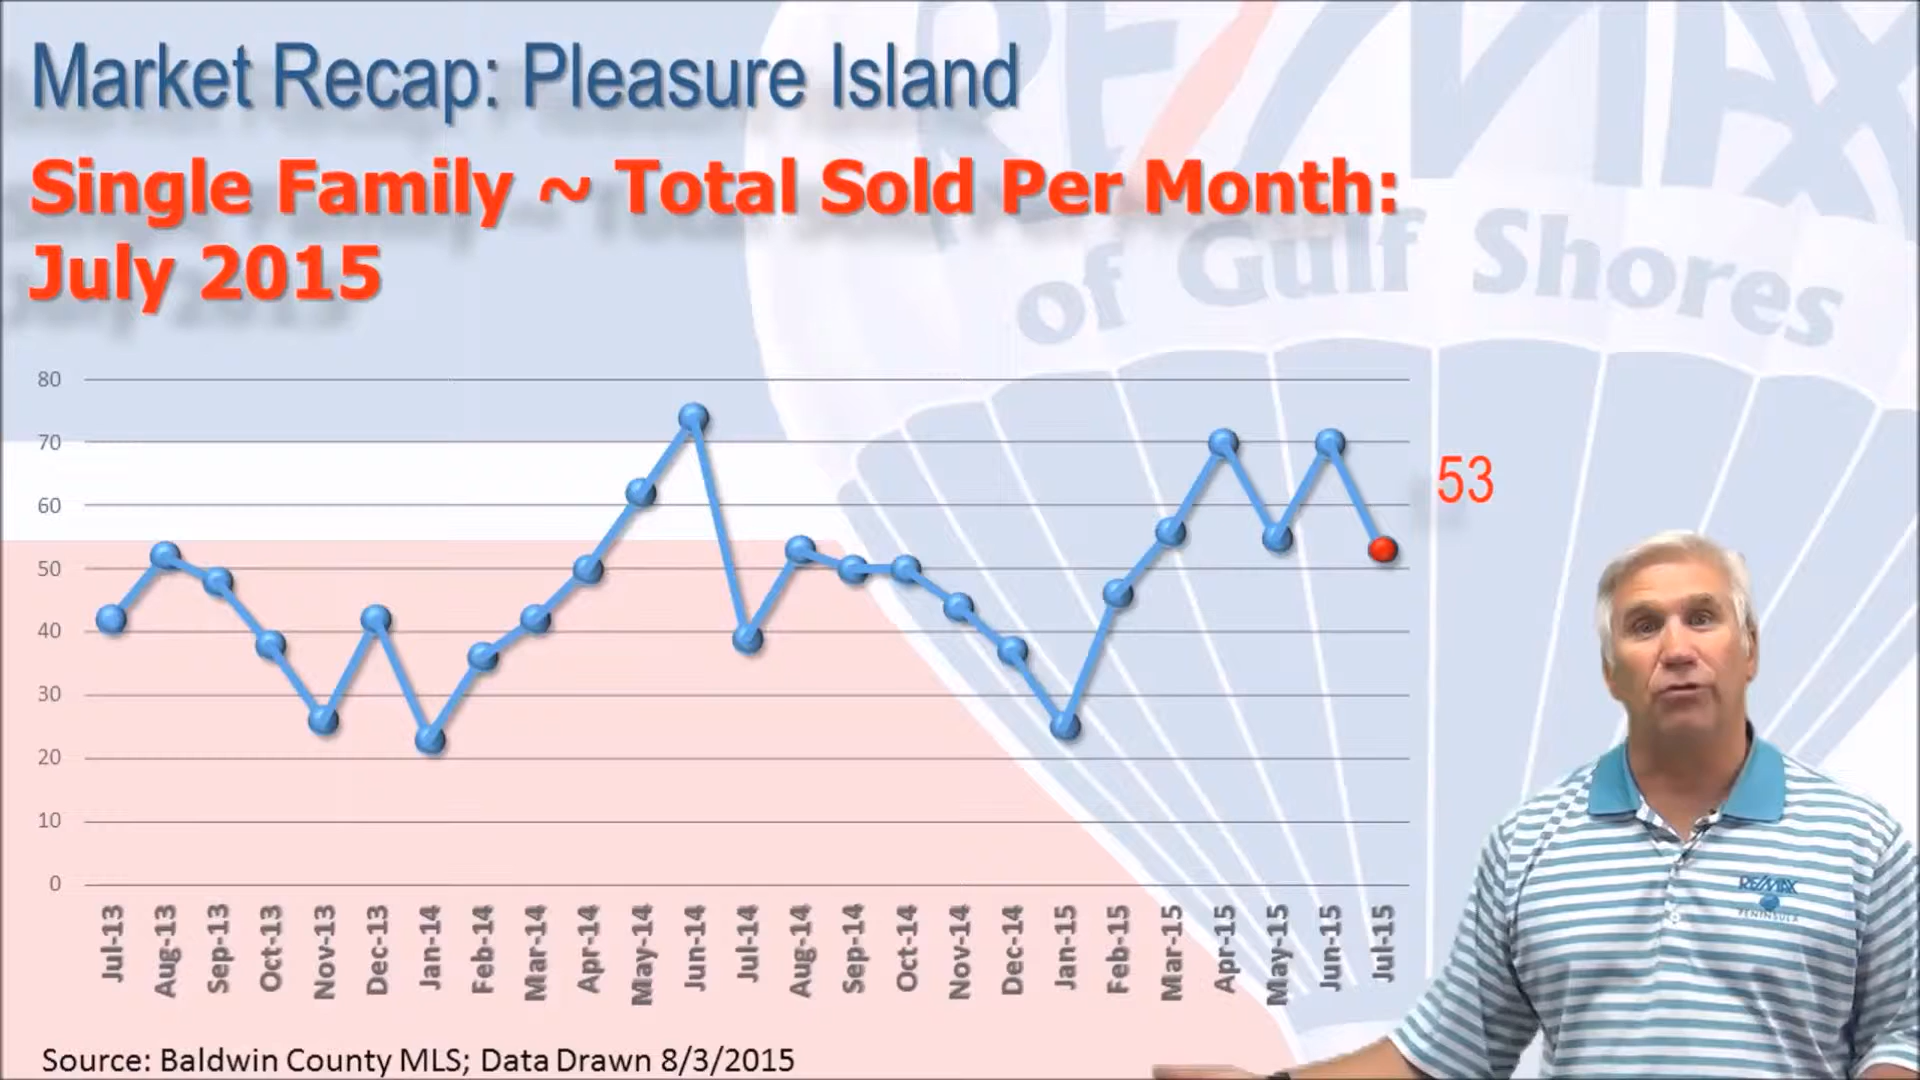 Market Recap: Pleasure Island
RE/MAX
Single Family ~ Total Sold Per Month:
July 2015
of Gulf Shores
80
70
60
50
40
30
20
10
0
53
Jul-13
Aug-13
Sep-13
Oct-13
Nov-13
Dec-13
Jan-14
Feb-14
Mar-14
Apr-14
May-14
Jun-14
Jul-14
Aug-14
Sep-14
Oct-14
Nov-14
Dec-14
Jan-15
Feb-15
Mar-15
Apr-15
May-15
Jun-15
Jul-15
RE/MAX
PENINSULA
Source: Baldwin County MLS; Data Drawn 8/3/2015